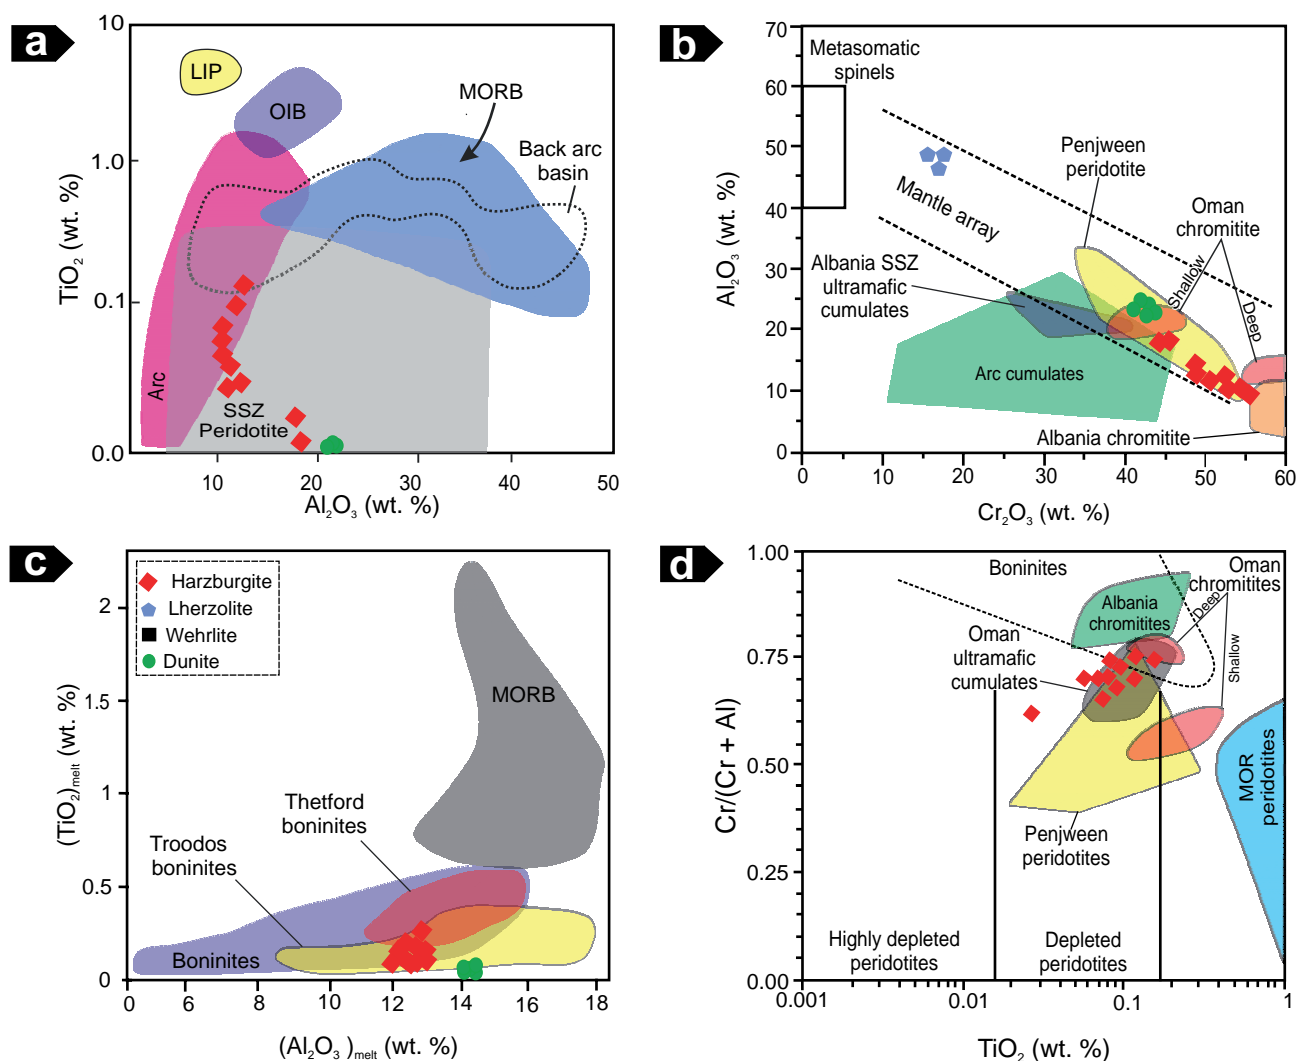 a
10
1.0
0.1
0.0
TiO₂ (wt. %)
LIP
OIB
MORB
Back arc
basin
Arc
SSZ
Peridotite
10
20
30
40
50
Al₂O₃ (wt. %)
b
70
60
50
40
30
20
10
0
Al₂O₃ (wt. %)
Metasomatic
spinels
Penjween
peridotite
Mantle array
Oman
chromitite
Shallow
Deep
Albania SSZ
ultramafic
cumulates
Arc cumulates
Albania chromitite
0
10
20
30
40
50
60
Cr₂O₃ (wt. %)
c
Harzburgite
Lherzolite
Wehrlite
Dunite
2
1.5
1
0.5
0
(TiO₂)melt (wt. %)
MORB
Thetford
boninites
Troodos
boninites
Boninites
0
6
8
10
12
14
16
18
(Al₂O₃ )melt (wt. %)
d
1.00
0.75
0.50
0.25
0.00
Cr/(Cr + Al)
Boninites
Oman
chromitites
Deep
Shallow
Albania
chromitites
Oman
ultramafic
cumulates
MOR
peridotites
Penjween
peridotites
Highly depleted
peridotites
Depleted
peridotites
0.001
0.01
0.1
1
TiO₂ (wt. %)